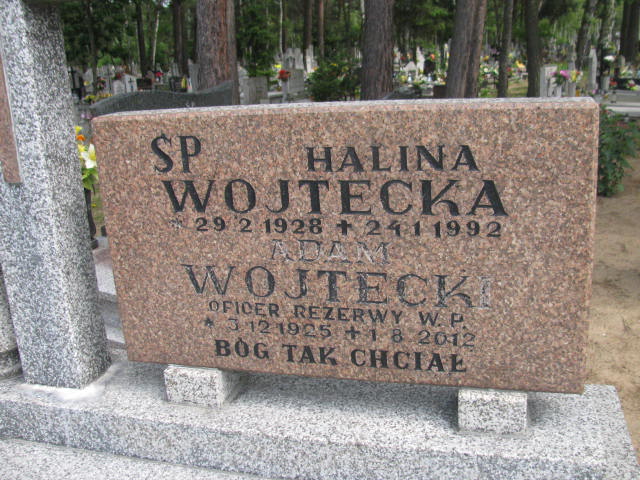 ŚP HALINA
WOJTECKA
* 29 2 1928 + 24 1 1992
ADAM
WOJTECKI
OFICER REZERWY W.P.
* 3.12.1925 + 1.8.2012
BÓG TAK CHCIAŁ